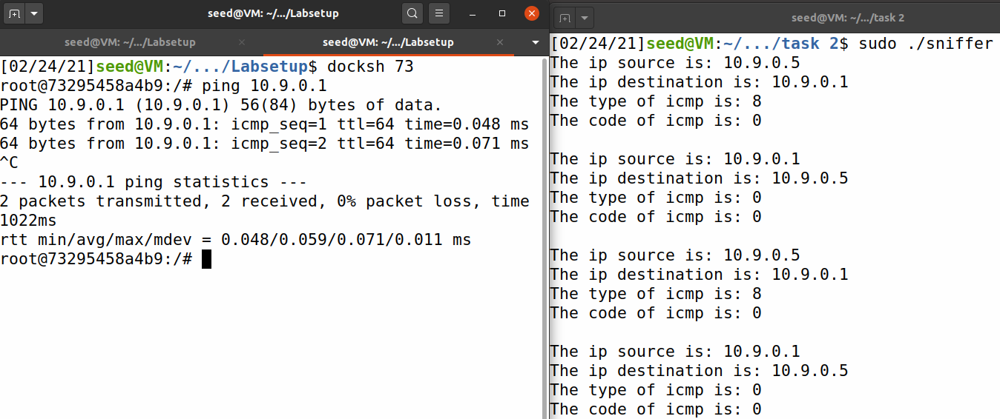 seed@VM: ~/.../Labsetup
seed@VM: ~/.../Labsetup
seed@VM: ~/.../Labsetup
[02/24/21]seed@VM:~/.../Labsetup$ docksh 73
root@73295458a4b9:/# ping 10.9.0.1
PING 10.9.0.1 (10.9.0.1) 56(84) bytes of data.
64 bytes from 10.9.0.1: icmp_seq=1 ttl=64 time=0.048 ms
64 bytes from 10.9.0.1: icmp_seq=2 ttl=64 time=0.071 ms
^C
--- 10.9.0.1 ping statistics ---
2 packets transmitted, 2 received, 0% packet loss, time
1022ms
rtt min/avg/max/mdev = 0.048/0.059/0.071/0.011 ms
root@73295458a4b9:/#
seed@VM: ~/.../task 2
[02/24/21]seed@VM:~/.../task 2$ sudo ./sniffer
The ip source is: 10.9.0.5
The ip destination is: 10.9.0.1
The type of icmp is: 8
The code of icmp is: 0
The ip source is: 10.9.0.1
The ip destination is: 10.9.0.5
The type of icmp is: 0
The code of icmp is: 0
The ip source is: 10.9.0.5
The ip destination is: 10.9.0.1
The type of icmp is: 8
The code of icmp is: 0
The ip source is: 10.9.0.1
The ip destination is: 10.9.0.5
The type of icmp is: 0
The code of icmp is: 0